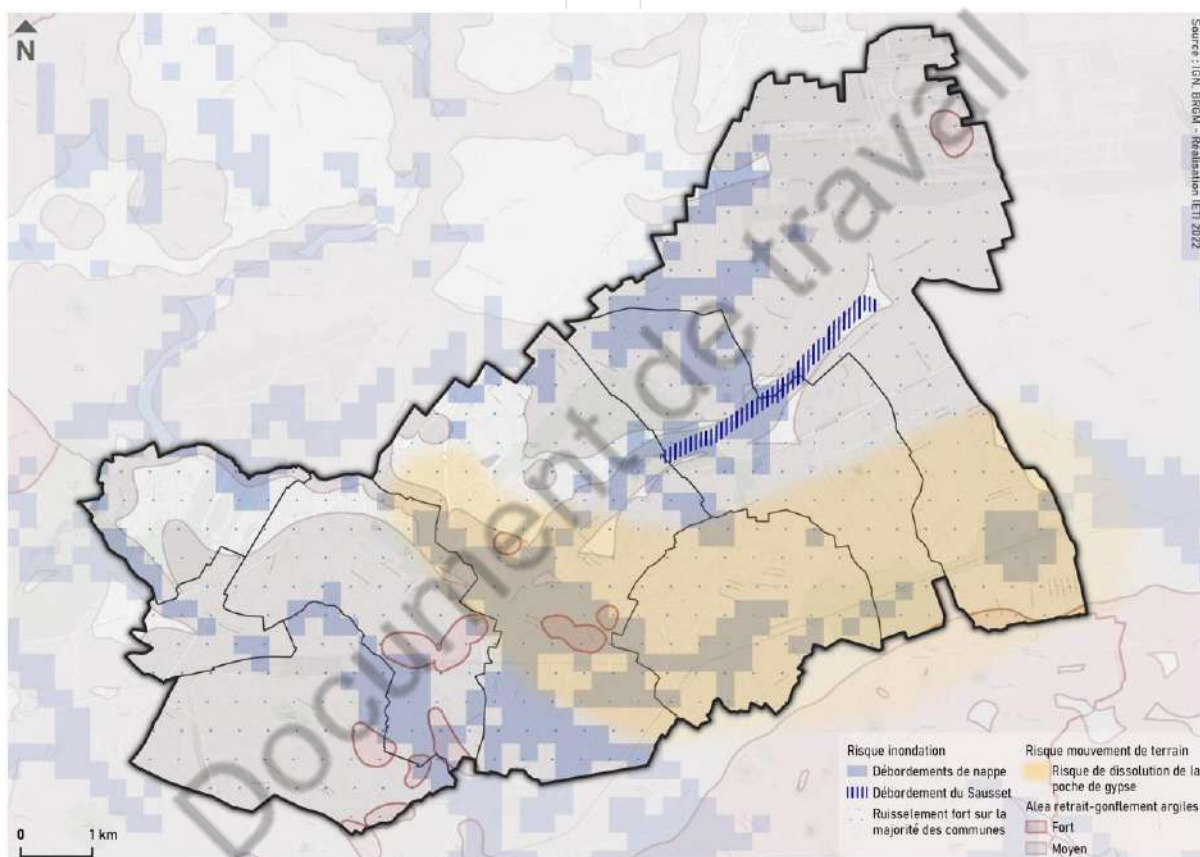 N
Source : IGN, BRGM - Réalisation IETI 2022
Document de travail
0 1 km
Risque inondation
Débordements de nappe
Débordement du Sausset
Ruisselement fort sur la
majorité des communes
Risque mouvement de terrain
Risque de dissolution de la
poche de gypse
Alea retrait-gonflement argiles
Fort
Moyen